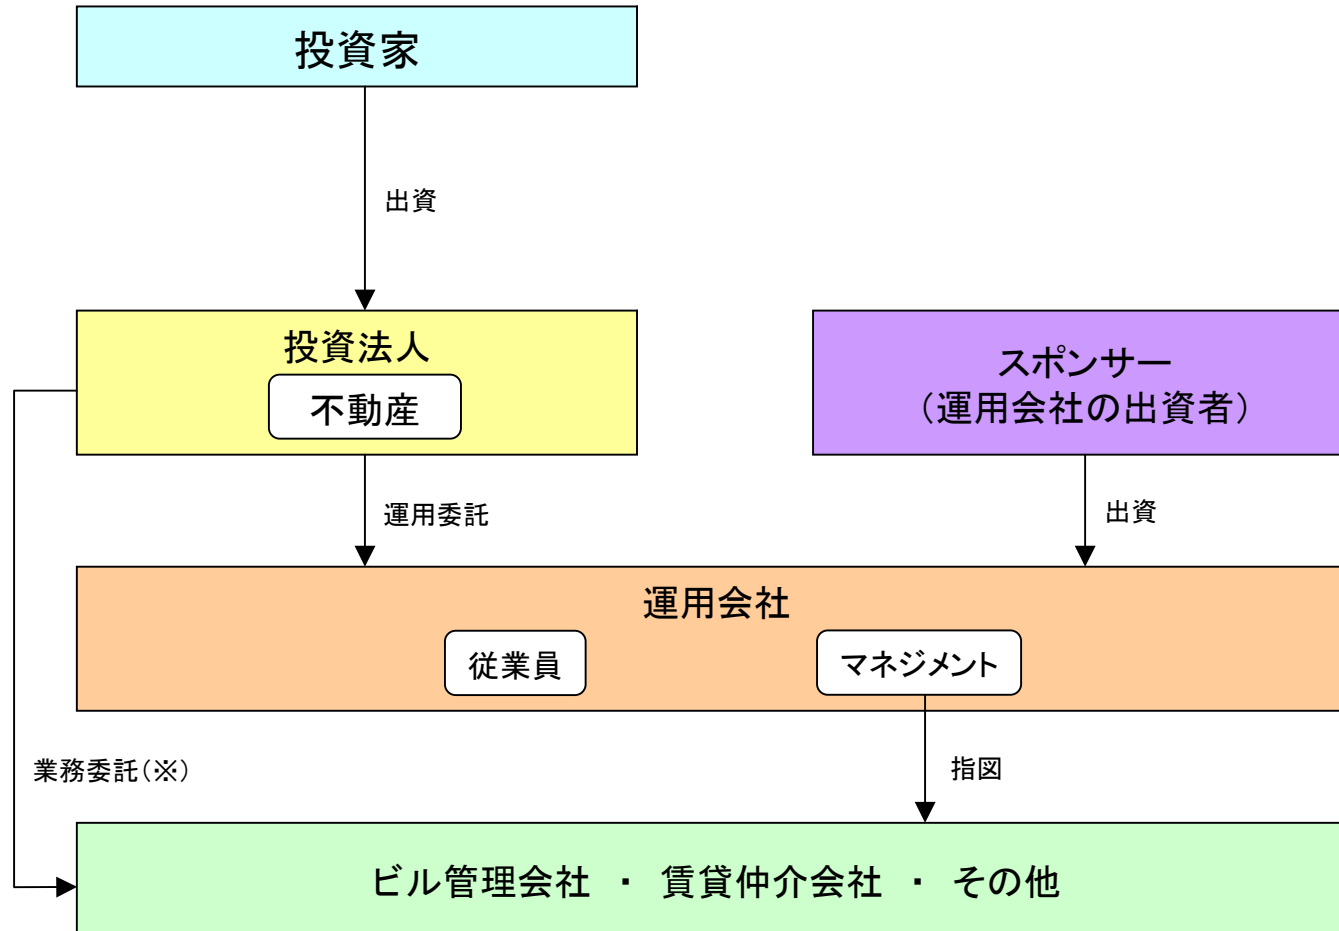 投資家
出資
投資法人
不動産
スポンサー
（運用会社の出資者）
運用委託
出資
運用会社
従業員
マネジメント
業務委託（※）
指図
ビル管理会社 ・ 賃貸仲介会社 ・ その他